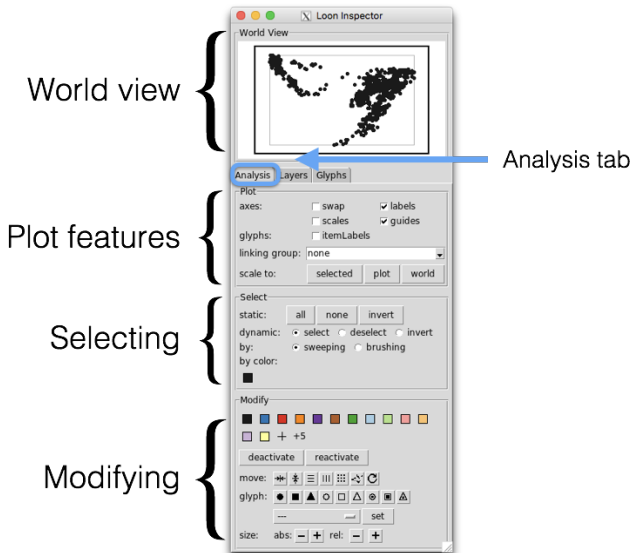 Loon Inspector
World View
World view
Analysis tab
Analysis Layers Glyphs
Plot
axes: swap labels
scales guides
glyphs: itemLabels
linking group: none
scale to: selected plot world
Plot features
Select
static: all none invert
dynamic: select deselect invert
by: sweeping brushing
by color:
Selecting
Modify
+5
deactivate reactivate
move:
glyph:
--- set
size: abs: − + rel: − +
Modifying